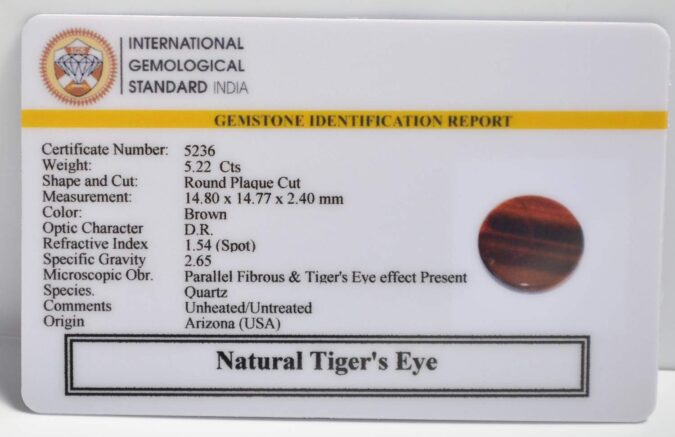 INTERNATIONAL
GEMOLOGICAL
STANDARD INDIA
GEMSTONE IDENTIFICATION REPORT
Certificate Number: 5236
Weight: 5.22 Cts
Shape and Cut: Round Plaque Cut
Measurement: 14.80 x 14.77 x 2.40 mm
Color: Brown
Optic Character D.R.
Refractive Index 1.54 (Spot)
Specific Gravity 2.65
Microscopic Obr. Parallel Fibrous & Tiger's Eye effect Present
Species. Quartz
Comments Unheated/Untreated
Origin Arizona (USA)
Natural Tiger's Eye